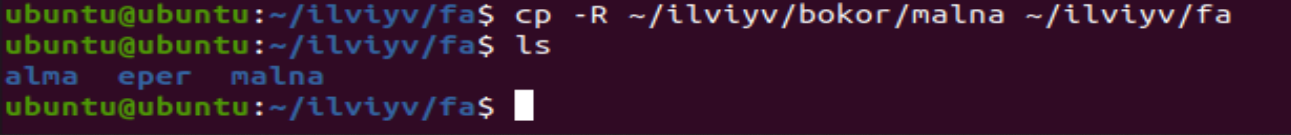 ubuntu@ubuntu:~/ilviyv/fa$ cp -R ~/ilviyv/bokor/malna ~/ilviyv/fa
ubuntu@ubuntu:~/ilviyv/fa$ ls
alma  eper  malna
ubuntu@ubuntu:~/ilviyv/fa$